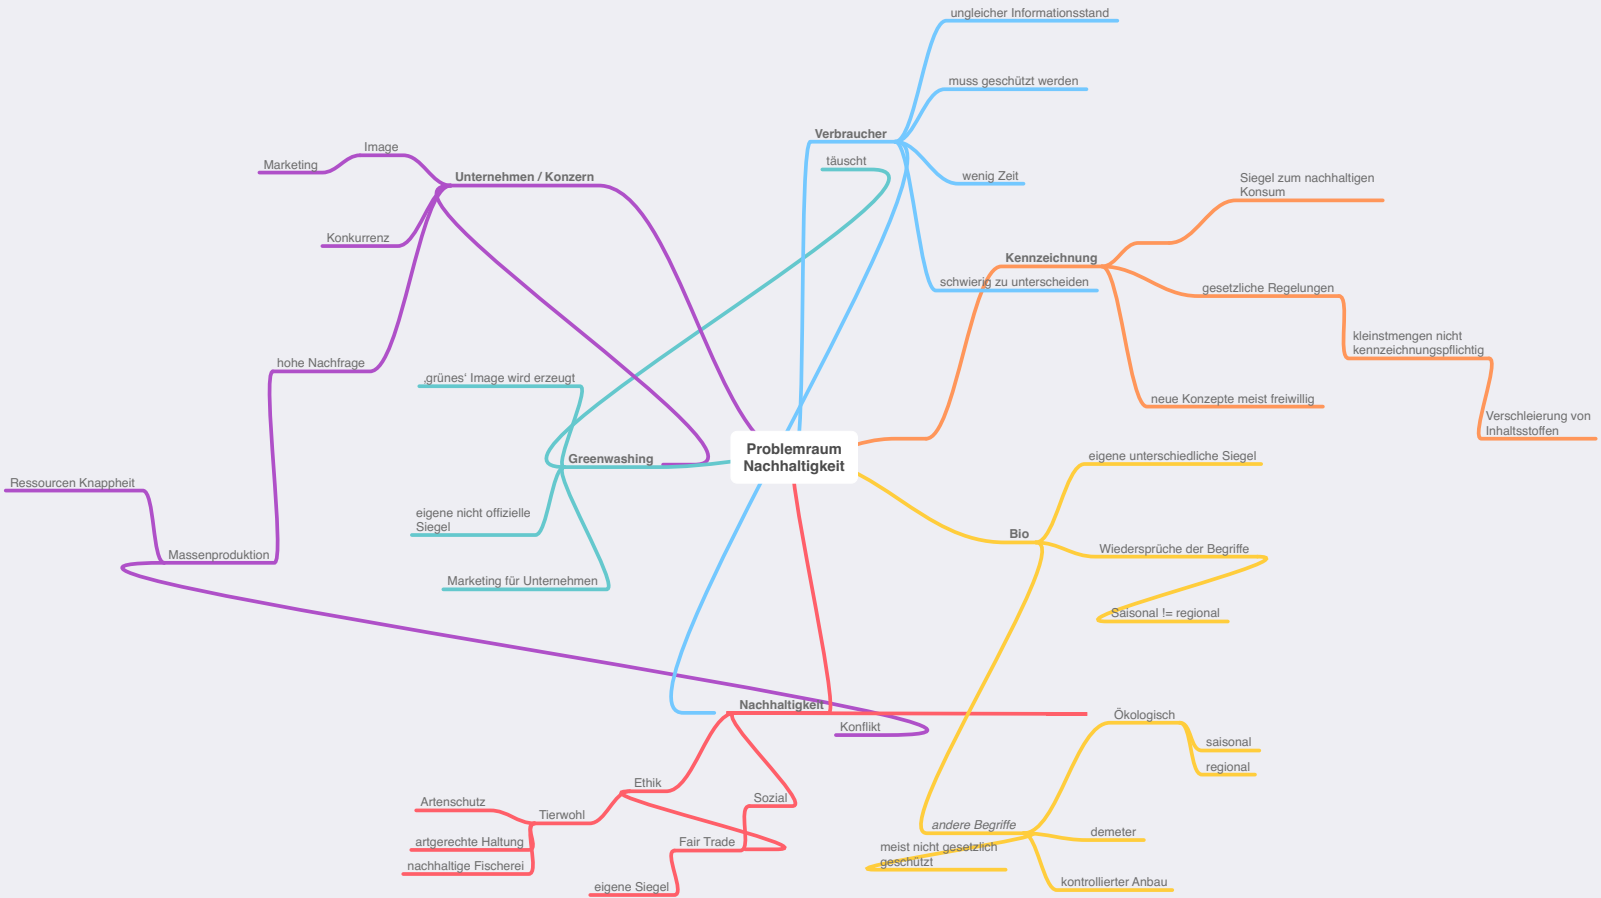 ungleicher Informationsstand
muss geschützt werden
Verbraucher
täuscht
wenig Zeit
schwierig zu unterscheiden
Image
Marketing
Unternehmen / Konzern
Konkurrenz
hohe Nachfrage
Ressourcen Knappheit
Massenproduktion
Konflikt
Siegel zum nachhaltigen
Konsum
Kennzeichnung
gesetzliche Regelungen
kleinstmengen nicht
kennzeichnungspflichtig
Verschleierung von
Inhaltsstoffen
neue Konzepte meist freiwillig
‚grünes‘ Image wird erzeugt
Greenwashing
eigene nicht offizielle
Siegel
Marketing für Unternehmen
Problemraum
Nachhaltigkeit
eigene unterschiedliche Siegel
Bio
Wiedersprüche der Begriffe
Saisonal != regional
Ökologisch
saisonal
regional
andere Begriffe
demeter
meist nicht gesetzlich
geschützt
kontrollierter Anbau
Nachhaltigkeit
Ethik
Sozial
Artenschutz
Tierwohl
artgerechte Haltung
nachhaltige Fischerei
Fair Trade
eigene Siegel